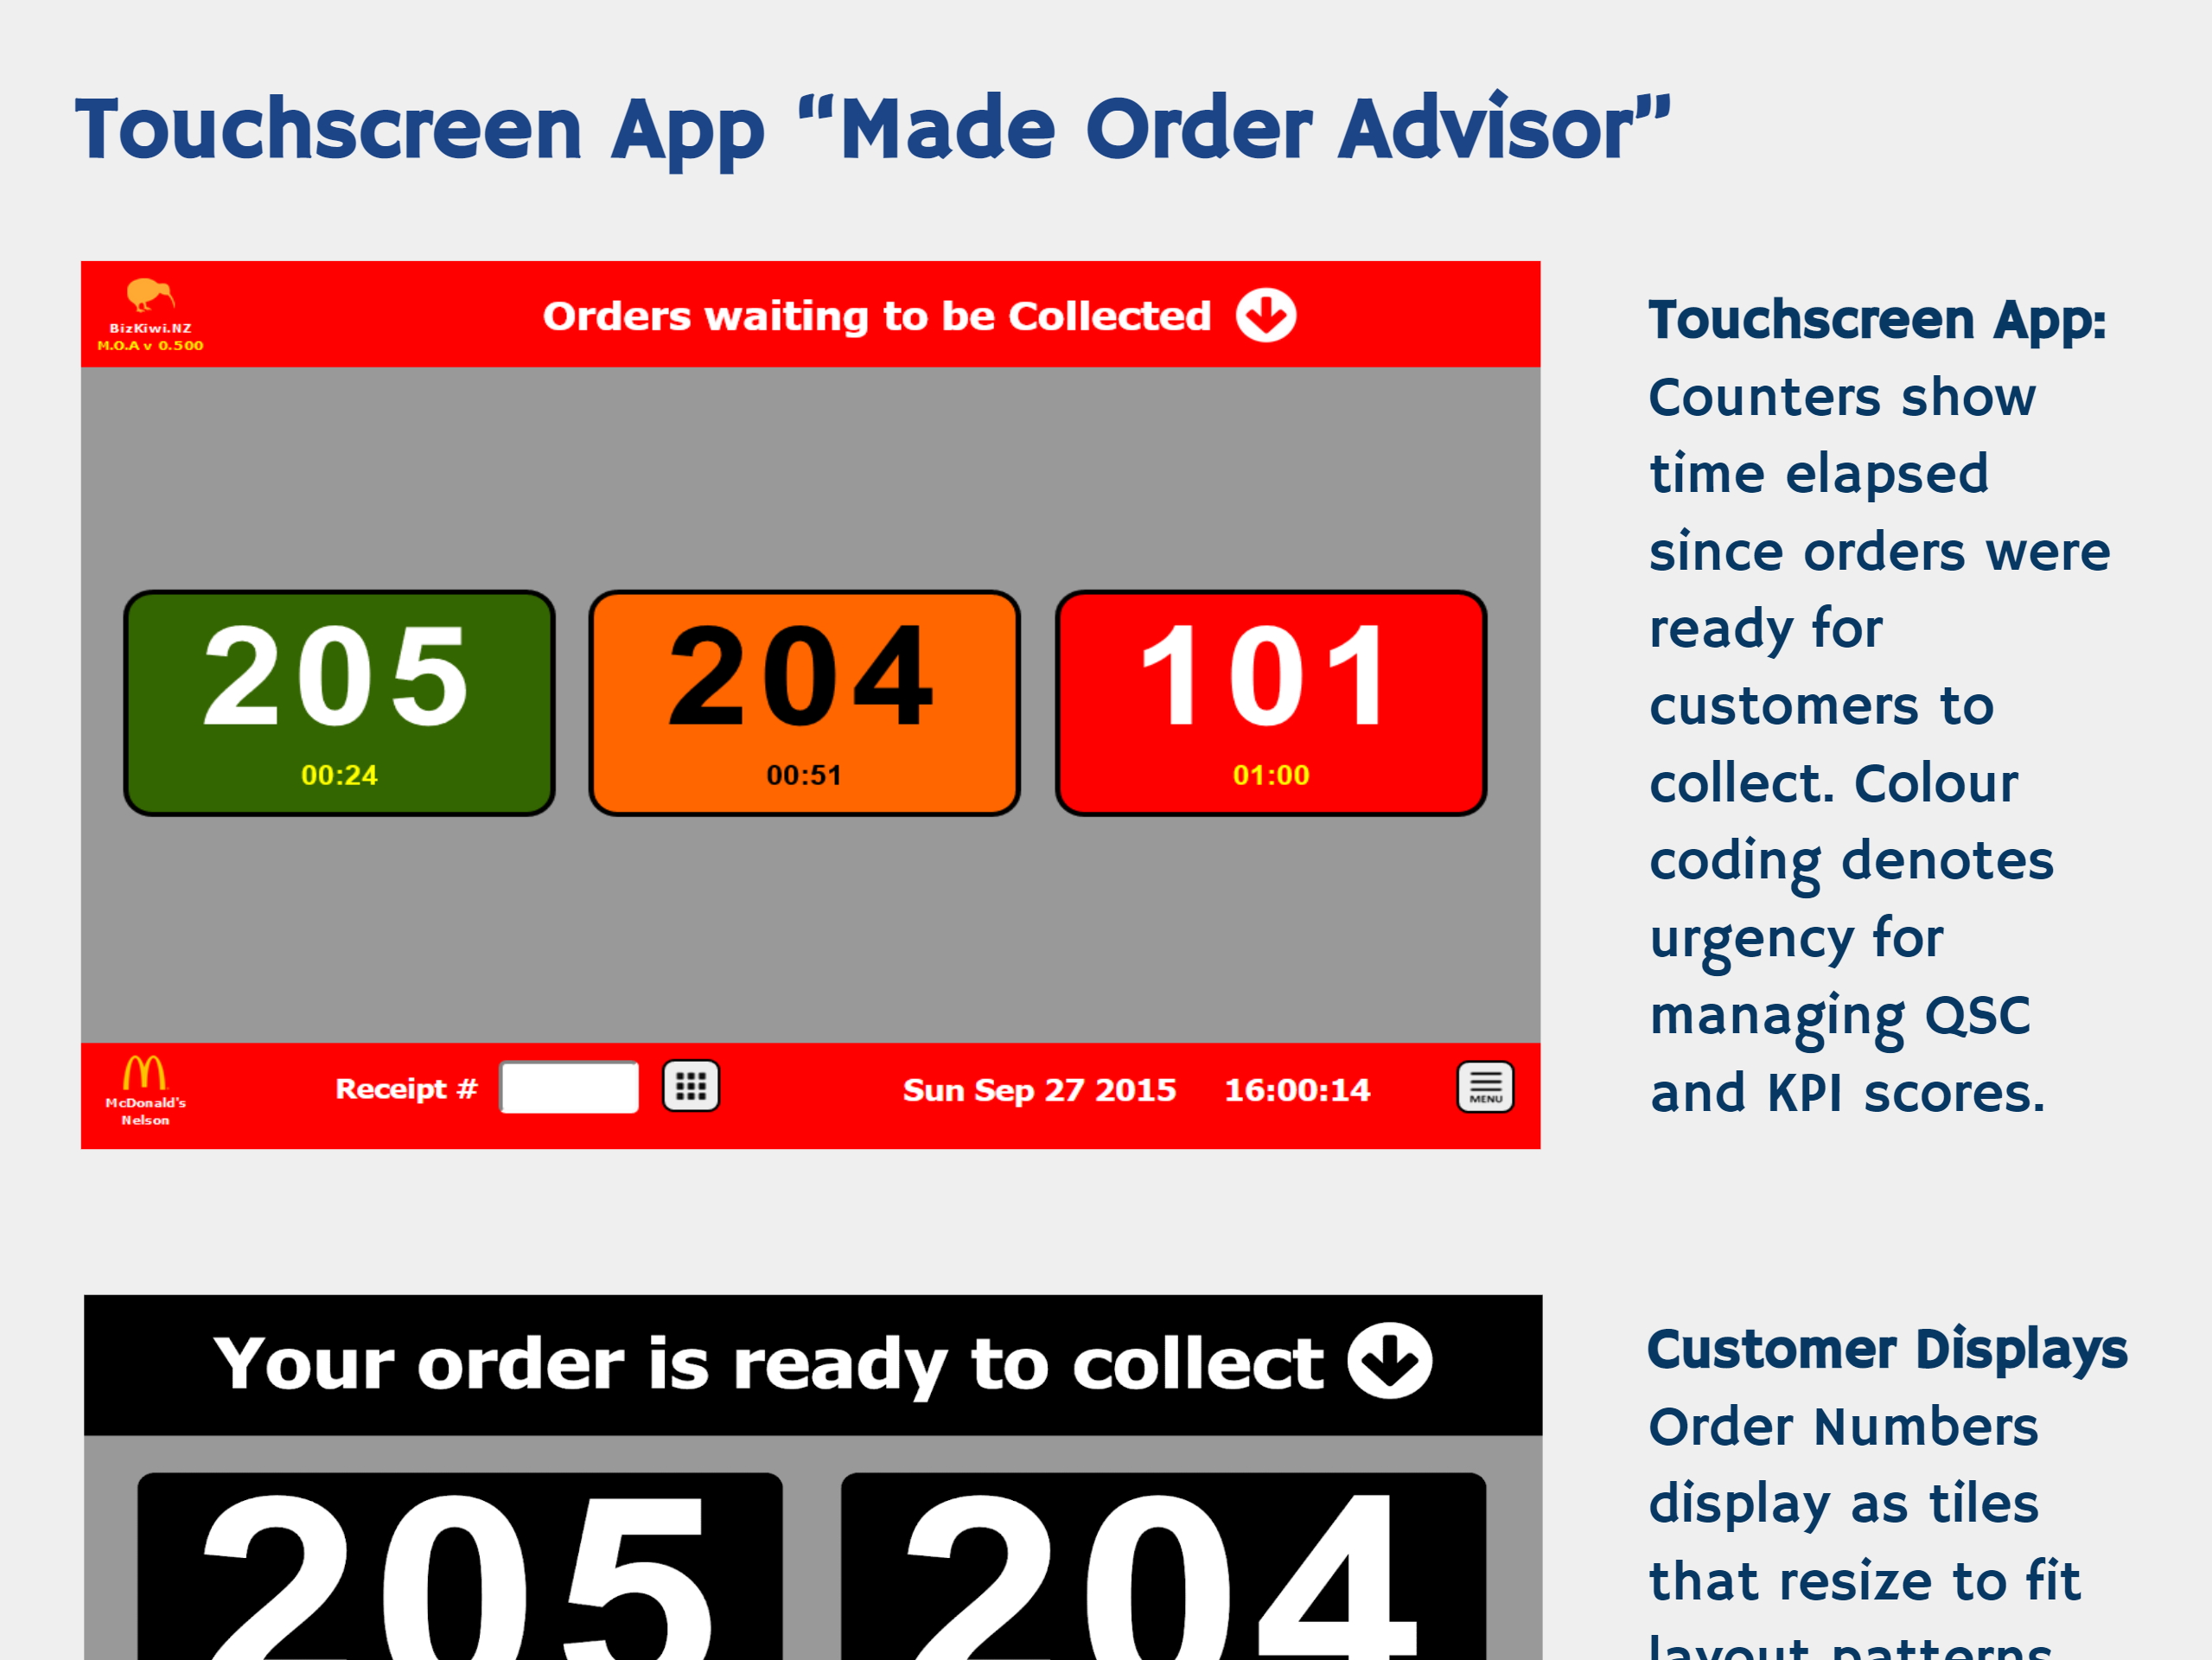 Touchscreen App “Made Order Advisor”
BizKiwi.NZ
M.O.A v 0.500
Orders waiting to be Collected
205
00:24
204
00:51
101
01:00
McDonald's
Nelson
Receipt #
Sun Sep 27 2015 16:00:14
MENU
Touchscreen App:
Counters show
time elapsed
since orders were
ready for
customers to
collect. Colour
coding denotes
urgency for
managing QSC
and KPI scores.
Your order is ready to collect
205
204
Customer Displays
Order Numbers
display as tiles
that resize to fit
layout patterns